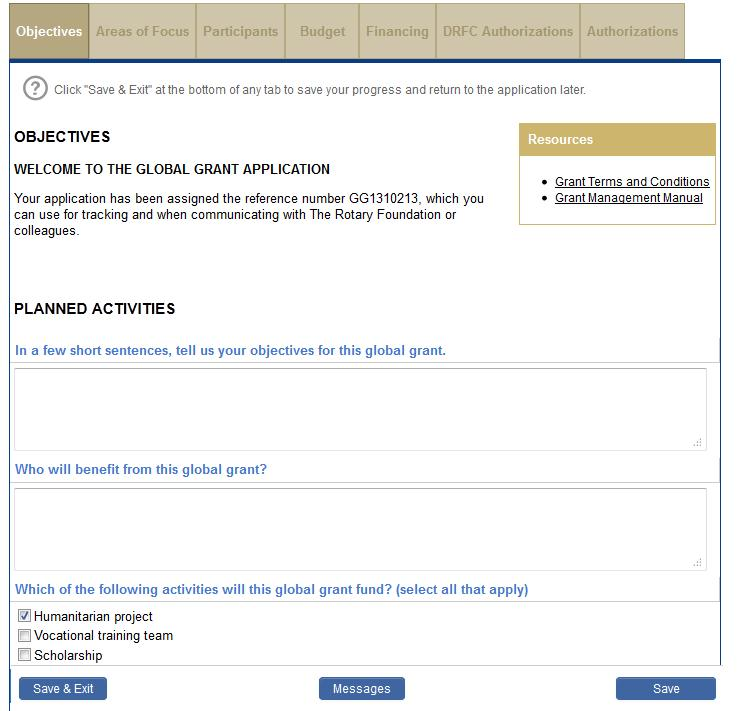 Objectives Areas of Focus Participants Budget Financing DRFC Authorizations Authorizations
? Click "Save & Exit" at the bottom of any tab to save your progress and return to the application later.
OBJECTIVES
WELCOME TO THE GLOBAL GRANT APPLICATION
Your application has been assigned the reference number GG1310213, which you
can use for tracking and when communicating with The Rotary Foundation or
colleagues.
Resources
• Grant Terms and Conditions
• Grant Management Manual
PLANNED ACTIVITIES
In a few short sentences, tell us your objectives for this global grant.
Who will benefit from this global grant?
Which of the following activities will this global grant fund? (select all that apply)
Humanitarian project
Vocational training team
Scholarship
Save & Exit Messages Save